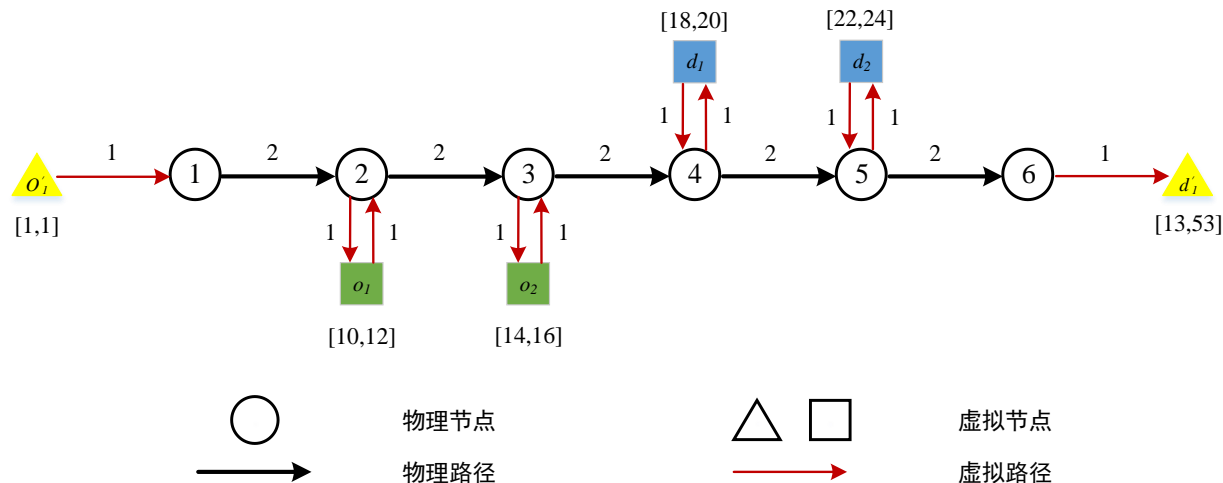 [18,20] [22,24]
d1 d2
1 1 1 1
1 2 2 2 2 2 1
O'1 1 2 3 4 5 6 d'1
[1,1] [13,53]
1 1 1 1
o1 o2
[10,12] [14,16]
物理节点 虚拟节点
物理路径 虚拟路径